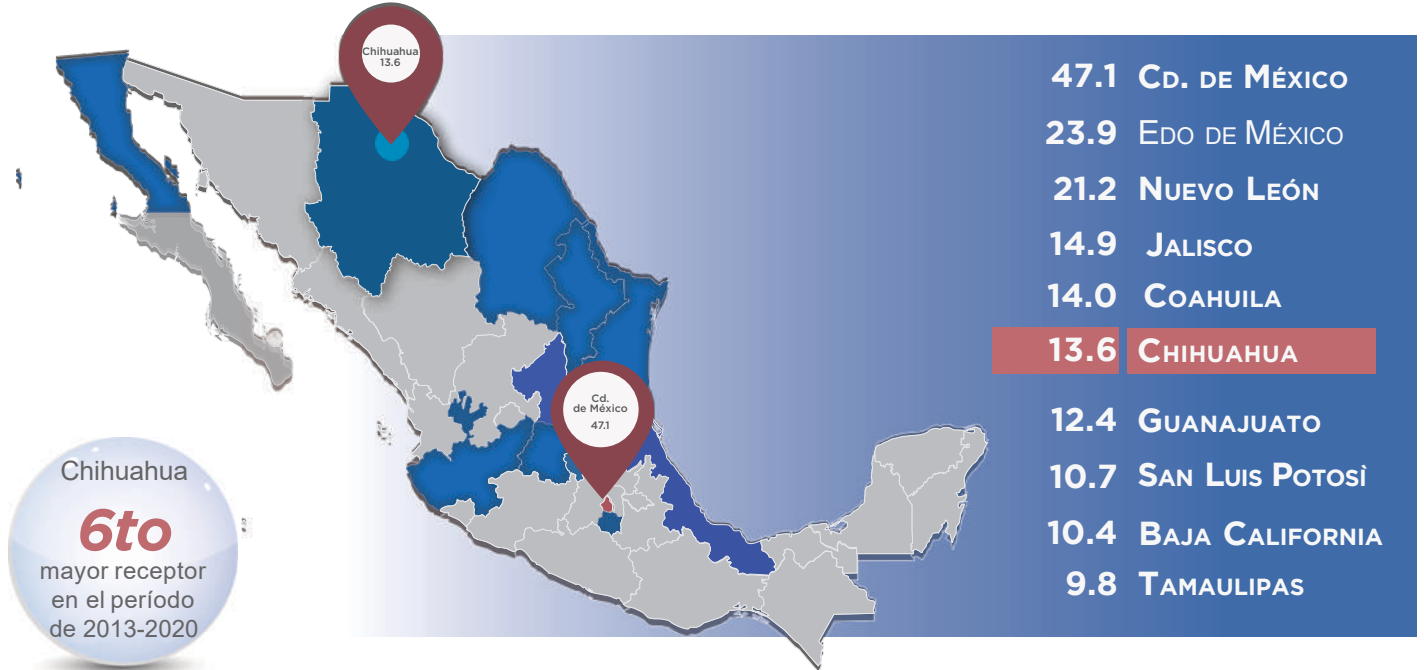 Chihuahua
13.6
Cd.
de México
47.1
Chihuahua
6to
mayor receptor
en el período
de 2013-2020
47.1 Cd. de México
23.9 Edo de México
21.2 Nuevo León
14.9 Jalisco
14.0 Coahuila
13.6 Chihuahua
12.4 Guanajuato
10.7 San Luis Potosì
10.4 Baja California
9.8 Tamaulipas